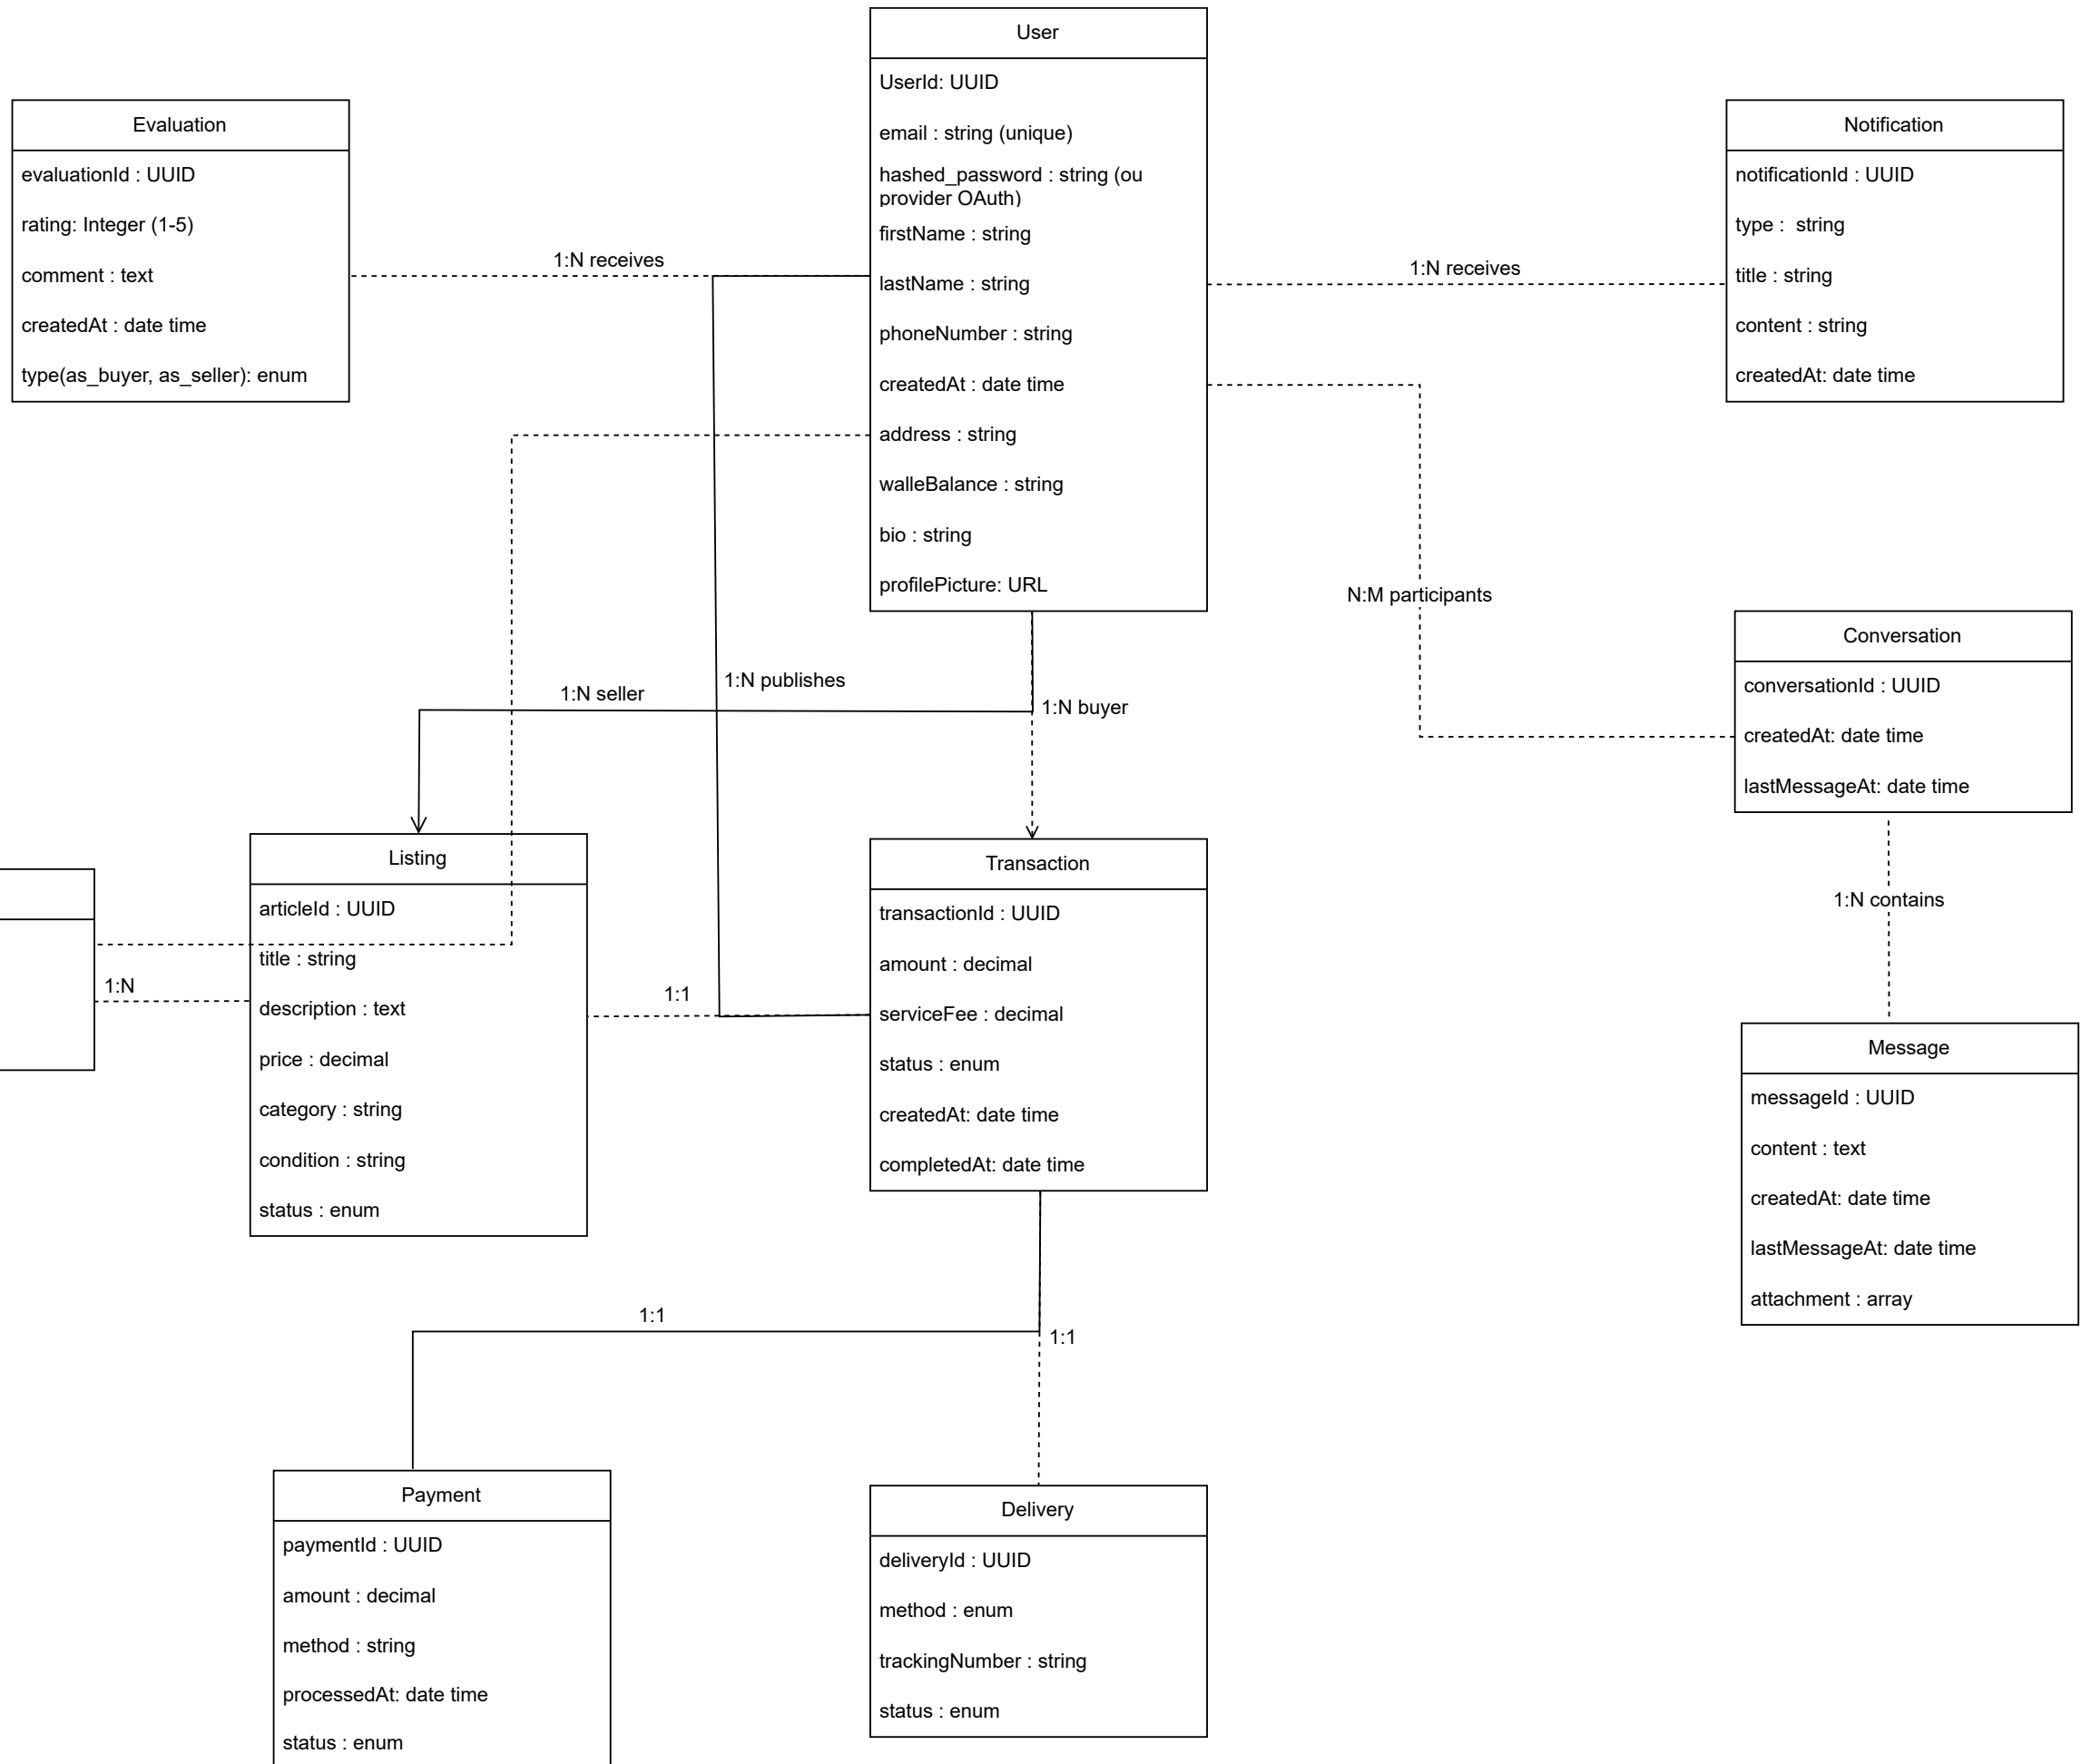 User
UserId: UUID
email : string (unique)
hashed_password : string (ou
provider OAuth)
firstName : string
lastName : string
phoneNumber : string
createdAt : date time
address : string
walleBalance : string
bio : string
profilePicture: URL
Evaluation
evaluationId : UUID
rating: Integer (1-5)
comment : text
createdAt : date time
type(as_buyer, as_seller): enum
1:N receives
1:N receives
Notification
notificationId : UUID
type :  string
title : string
content : string
createdAt: date time
N:M participants
Conversation
conversationId : UUID
createdAt: date time
lastMessageAt: date time
1:N seller
1:N publishes
1:N buyer
Listing
articleId : UUID
title : string
description : text
price : decimal
category : string
condition : string
status : enum
1:N
1:1
Transaction
transactionId : UUID
amount : decimal
serviceFee : decimal
status : enum
createdAt: date time
completedAt: date time
1:N contains
Message
messageId : UUID
content : text
createdAt: date time
lastMessageAt: date time
attachment : array
1:1
1:1
Payment
paymentId : UUID
amount : decimal
method : string
processedAt: date time
status : enum
Delivery
deliveryId : UUID
method : enum
trackingNumber : string
status : enum